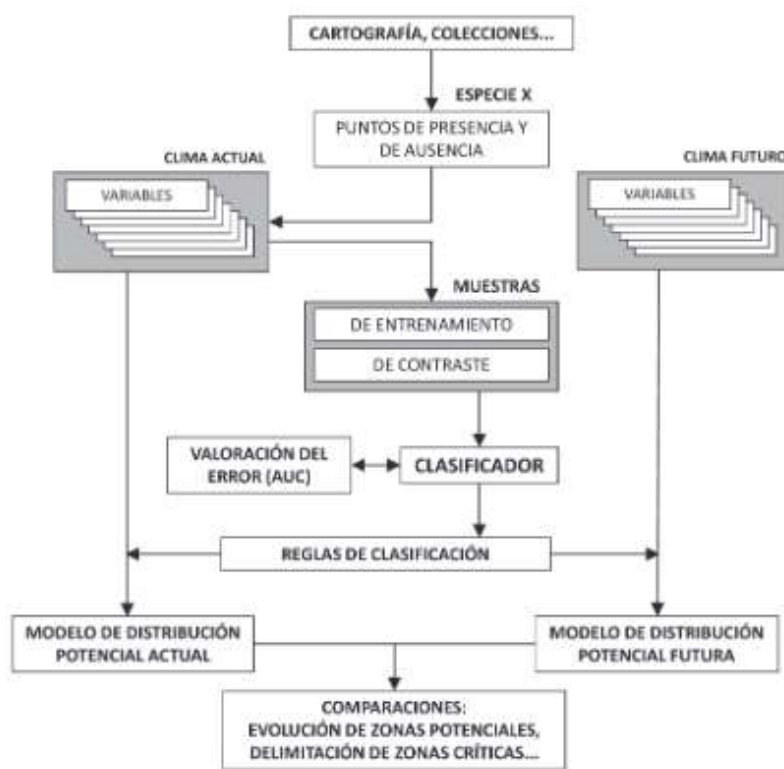 CARTOGRAFÍA, COLECCIONES...
ESPECIE X
PUNTOS DE PRESENCIA Y
DE AUSENCIA
CLIMA ACTUAL
VARIABLES
CLIMA FUTURO
VARIABLES
MUESTRAS
DE ENTRENAMIENTO
DE CONTRASTE
VALORACIÓN DEL
ERROR (AUC)
CLASIFICADOR
REGLAS DE CLASIFICACIÓN
MODELO DE DISTRIBUCIÓN
POTENCIAL ACTUAL
MODELO DE DISTRIBUCIÓN
POTENCIAL FUTURA
COMPARACIONES:
EVOLUCIÓN DE ZONAS POTENCIALES,
DELIMITACIÓN DE ZONAS CRÍTICAS...